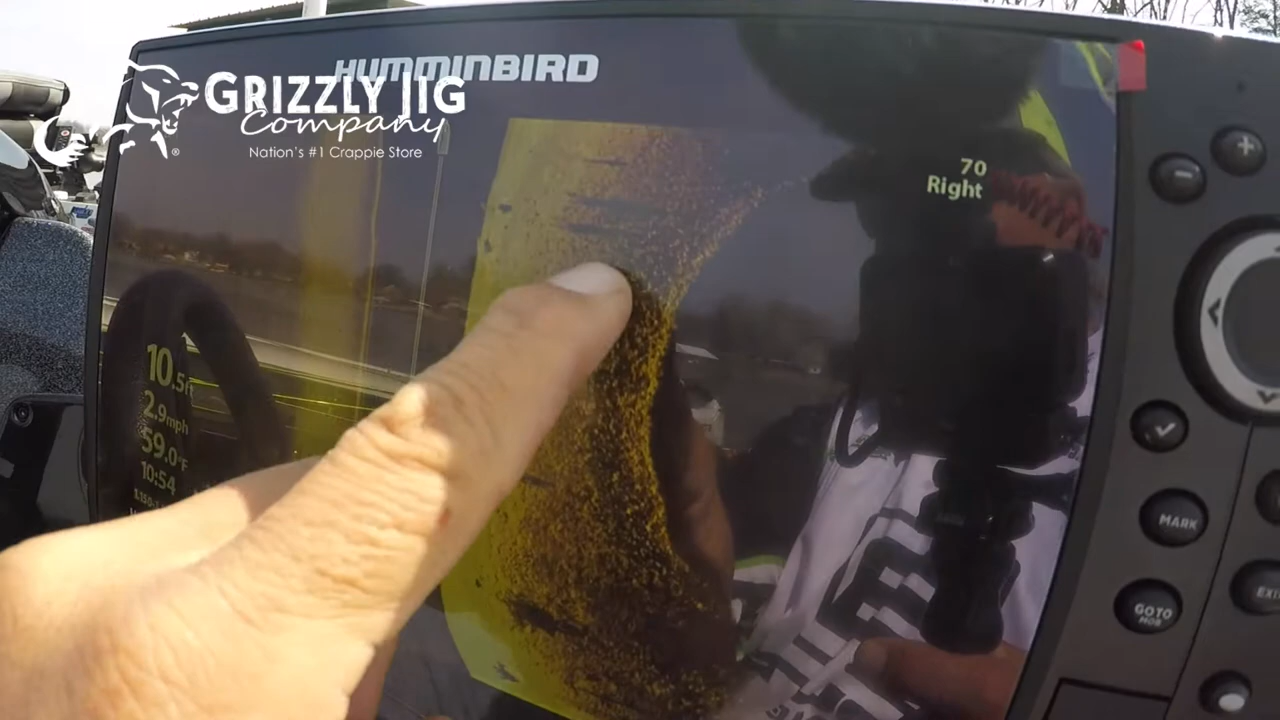 HUMMINBIRD
GRIZZLY JIG
Company
®
Nation's #1 Crappie Store
70
Right
10.5ft
2.9mph
59.0°F
10:54
MARK
GOTO
MOB